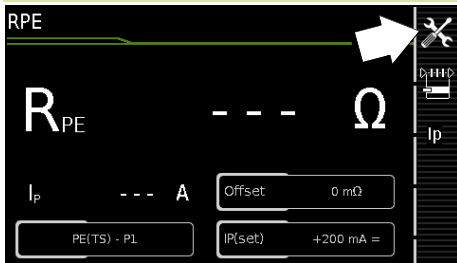 RPE
RPE --- Ω
Ip
IP --- A
Offset 0 mΩ
PE(TS) - P1
IP(set) +200 mA =